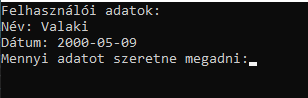 Felhasználói adatok:
Név: Valaki
Dátum: 2000-05-09
Mennyi adatot szeretne megadni: